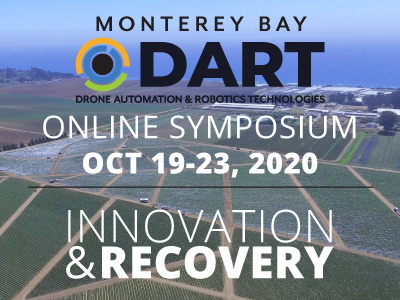 MONTEREY BAY
DART
DRONE AUTOMATION & ROBOTICS TECHNOLOGIES
ONLINE SYMPOSIUM
OCT 19-23, 2020
INNOVATION
&RECOVERY